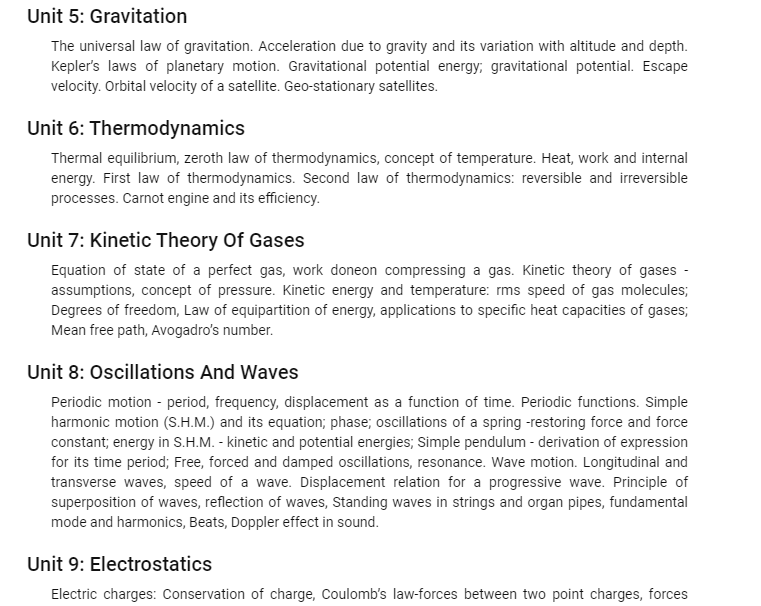 Unit 5: Gravitation
The universal law of gravitation. Acceleration due to gravity and its variation with altitude and depth.
Kepler's laws of planetary motion. Gravitational potential energy; gravitational potential. Escape
velocity. Orbital velocity of a satellite. Geo-stationary satellites.
Unit 6: Thermodynamics
Thermal equilibrium, zeroth law of thermodynamics, concept of temperature. Heat, work and internal
energy. First law of thermodynamics. Second law of thermodynamics: reversible and irreversible
processes. Carnot engine and its efficiency.
Unit 7: Kinetic Theory Of Gases
Equation of state of a perfect gas, work doneon compressing a gas. Kinetic theory of gases -
assumptions, concept of pressure. Kinetic energy and temperature: rms speed of gas molecules;
Degrees of freedom, Law of equipartition of energy, applications to specific heat capacities of gases;
Mean free path, Avogadro's number.
Unit 8: Oscillations And Waves
Periodic motion - period, frequency, displacement as a function of time. Periodic functions. Simple
harmonic motion (S.H.M.) and its equation; phase; oscillations of a spring -restoring force and force
constant; energy in S.H.M. - kinetic and potential energies; Simple pendulum - derivation of expression
for its time period; Free, forced and damped oscillations, resonance. Wave motion. Longitudinal and
transverse waves, speed of a wave. Displacement relation for a progressive wave. Principle of
superposition of waves, reflection of waves, Standing waves in strings and organ pipes, fundamental
mode and harmonics, Beats, Doppler effect in sound.
Unit 9: Electrostatics
Electric charges: Conservation of charge, Coulomb's law-forces between two point charges, forces